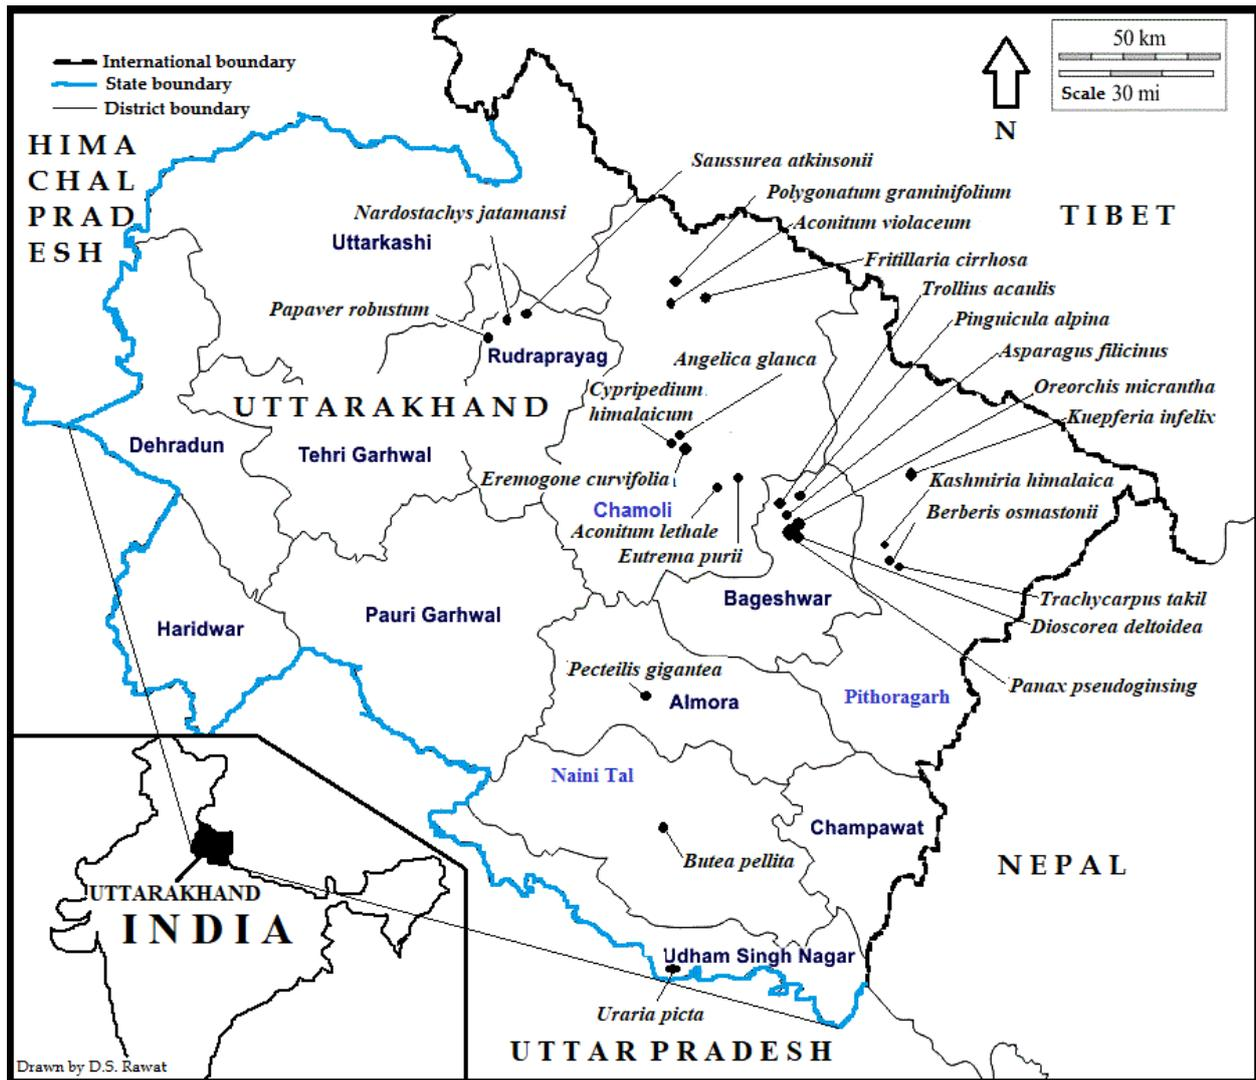 International boundary
State boundary
District boundary
50 km
Scale 30 mi
N
HIMA
CHAL
PRAD
ESH
TIBET
Saussurea atkinsonii
Polygonatum graminifolium
Nardostachys jatamansi
Aconitum violaceum
Uttarkashi
Fritillaria cirrhosa
Trollius acaulis
Papaver robustum
Pinguicula alpina
Rudraprayag
Asparagus filicinus
Angelica glauca
Oreorchis micrantha
Cypripedium
himalaicum
UTTARAKHAND
Kuepferia infelix
Dehradun
Tehri Garhwal
Eremogone curvifolia
Kashmiria himalaica
Chamoli
Berberis osmastonii
Aconitum lethale
Eutrema purii
Bageshwar
Trachycarpus takil
Pauri Garhwal
Haridwar
Dioscorea deltoidea
Pecteilis gigantea
Panax pseudoginsing
Almora
Pithoragarh
Naini Tal
Champawat
Butea pellita
NEPAL
UTTARAKHAND
INDIA
Udham Singh Nagar
Uraria picta
UTTAR PRADESH
Drawn by D.S. Rawat